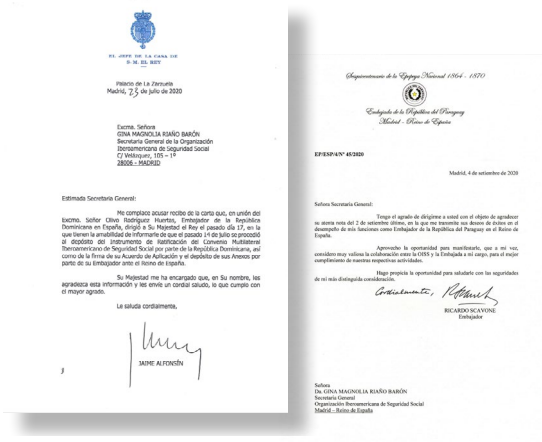 EL JEFE DE LA CASA DE
S. M. EL REY
Palacio de La Zarzuela
Madrid, 23 de julio de 2020
Excma. Señora
GINA MAGNOLIA RIAÑO BARÓN
Secretaria General de la Organización
Iberoamericana de Seguridad Social
C/ Velázquez, 105 – 1º
28006 - MADRID
Estimada Secretaria General:
Me complace acusar recibo de la carta que, en unión del
Excmo. Señor Olivo Rodríguez Huertas, Embajador de la República
Dominicana en España, dirigió a Su Majestad el Rey el pasado día 17, en la
que tienen la amabilidad de informarle de que el pasado 14 de julio se procedió
al depósito del Instrumento de Ratificación del Convenio Multilateral
Iberoamericano de Seguridad Social por parte de la República Dominicana, así
como de la firma de su Acuerdo de Aplicación y el depósito de sus Anexos por
parte de su Embajador ante el Reino de España.
Su Majestad me ha encargado que, en Su nombre, les
agradezca esta información y les envíe un cordial saludo, lo que cumplo con
el mayor agrado.
Le saluda cordialmente,
JAIME ALFONSÍN
Sesquicentenario de la Epopeya Nacional 1864 - 1870
Embajada de la República del Paraguay
Madrid - Reino de España
EP/ESP/4/Nº 45/2020
Madrid, 4 de setiembre de 2020
Señora Secretaria General:
Tengo el agrado de dirigirme a usted con el objeto de agradecer
su atenta nota del 2 de setiembre último, en la que me transmite sus deseos de éxitos en el
desempeño de mis funciones como Embajador de la República del Paraguay en el Reino de
España.
Aprovecho la oportunidad para manifestarle, que a mi vez,
considero muy valiosa la colaboración entre la OISS y la Embajada a mi cargo, para el mejor
cumplimiento de nuestras respectivas actividades.
Hago propicia la oportunidad para saludarle con las seguridades
de mi más distinguida consideración.
Cordialmente,
RICARDO SCAVONE
Embajador
Señora
Da. GINA MAGNOLIA RIAÑO BARÓN
Secretaria General
Organización Iberoamericana de Seguridad Social
Madrid – Reino de España